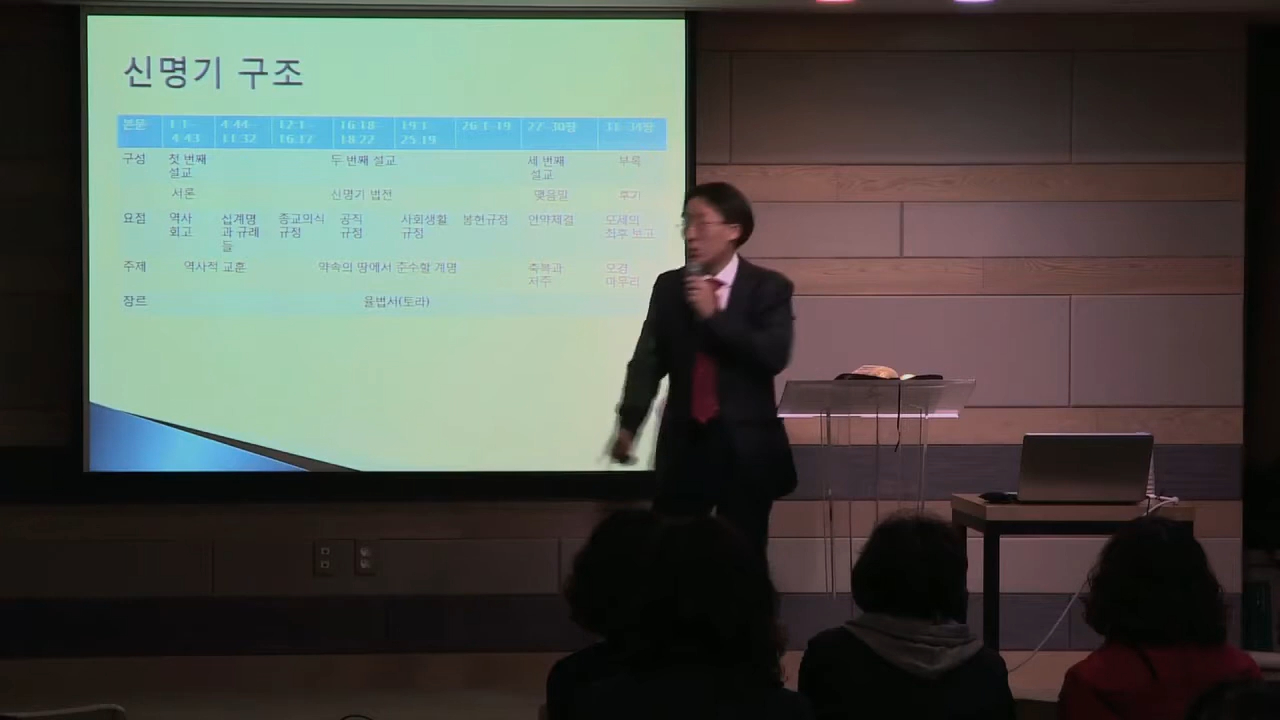 신명기 구조
본문 1:1- 4:44- 12:1- 16:18- 19:1- 26:1-19 27-30장 31-34장
4:43 11:32 16:17 18:22 25:19
구성 첫 번째 두 번째 설교 세 번째 부록
설교 설교
서론 신명기 법전 맺음말 후기
요점 역사 십계명 종교의식 공직 사회생활 봉헌규정 언약체결 모세의
회고 과 규례 규정 규정 규정 최후 보고
들
주제 역사적 교훈 약속의 땅에서 준수할 계명 축복과 오경
저주 마무리
장르 율법서(토라)